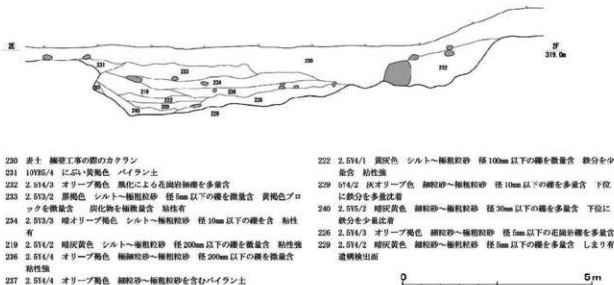 2E
2F
319.0m
230
231
232
233
234
219
236
222
226
229
230 表土 擁壁工事の際のカクラン
231 10YR5/4 にぶい黄褐色 バイラン土
232 2.5Y4/3 オリーブ褐色 風化による花崗岩細礫を多量含
233 2.5Y3/2 黒褐色 シルト～極粗粒砂 径5mm以下の礫を微量含 黄褐色ブロ
ックを微量含 炭化物を極微量含 粘性有
234 2.5Y3/3 暗オリーブ褐色 シルト～極粗粒砂 径10mm以下の礫を含 粘性
有
219 2.5Y4/2 暗灰黄色 シルト～極粗粒砂 径200mm以下の礫を微量含 粘性強
236 2.5Y4/4 オリーブ褐色 極細粒砂～極粗粒砂 径200mm以下の礫を微量含
粘性強
237 2.5Y4/4 オリーブ褐色 細粒砂～極粗粒砂を含むバイラン土
222 2.5Y4/1 黄灰色 シルト～極粗粒砂 径100mm以下の礫を微量含 鉄分を少
量含 粘性強
239 5Y4/2 灰オリーブ色 細粒砂～極粗粒砂 径10mm以下の礫を多量含 下位
に鉄分を多量沈着
240 2.5Y5/2 暗灰黄色 細粒砂～極粗粒砂 径30mm以下の礫を微量含 下位に
鉄分を少量沈着
226 2.5Y4/3 オリーブ褐色 細粒砂～極粗粒砂 径5mm以下の花崗岩礫を多量含
229 2.5Y4/2 暗灰黄色 細粒砂～極粗粒砂 径5mm以下の礫を多量含 しまり有
遺構検出面
0
5m